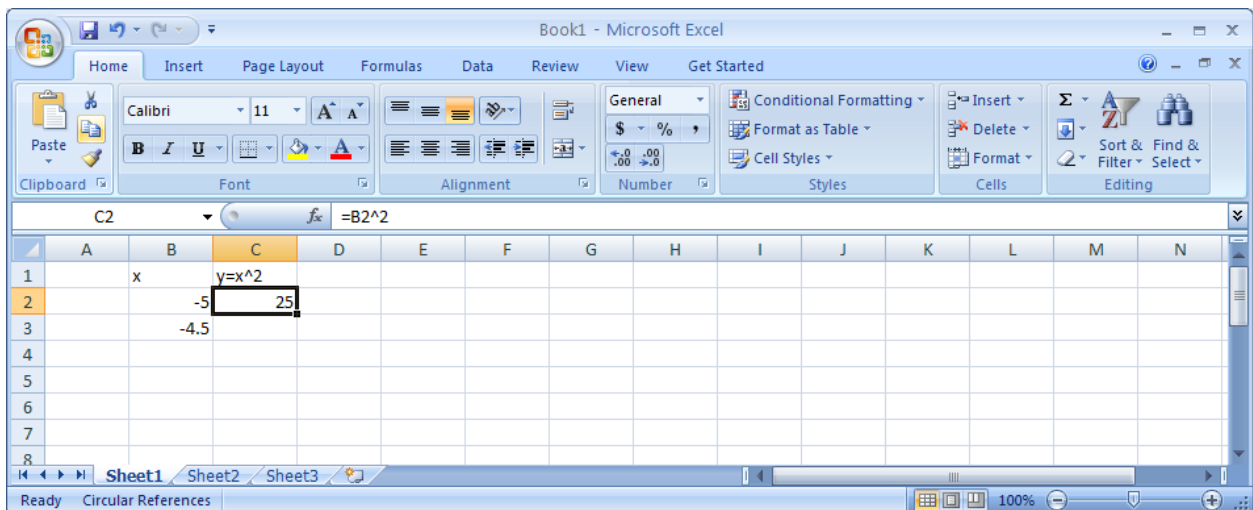 Book1 - Microsoft Excel
Home Insert Page Layout Formulas Data Review View Get Started
Paste
Calibri 11 A A
B I U A
General
$ % ,
.0 .00 .00 .0
Conditional Formatting
Format as Table
Cell Styles
Insert
Delete
Format
Σ
A Z
Sort & Filter
Find & Select
Clipboard Font Alignment Number Styles Cells Editing
C2 fx =B2^2
A B C D E F G H I J K L M N
1 x y=x^2
2 -5 25
3 -4.5
4
5
6
7
8
Sheet1 Sheet2 Sheet3
Ready Circular References 100%